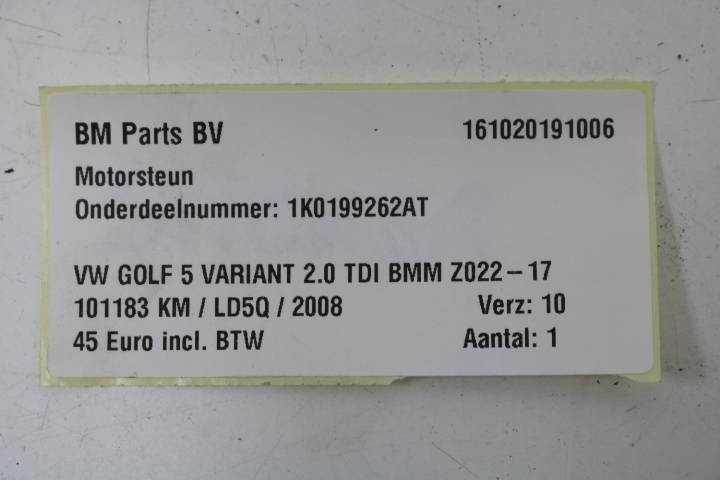 BM Parts BV 161020191006
Motorsteun
Onderdeelnummer: 1K0199262AT
VW GOLF 5 VARIANT 2.0 TDI BMM Z022-17
101183 KM / LD5Q / 2008 Verz: 10
45 Euro incl. BTW Aantal: 1